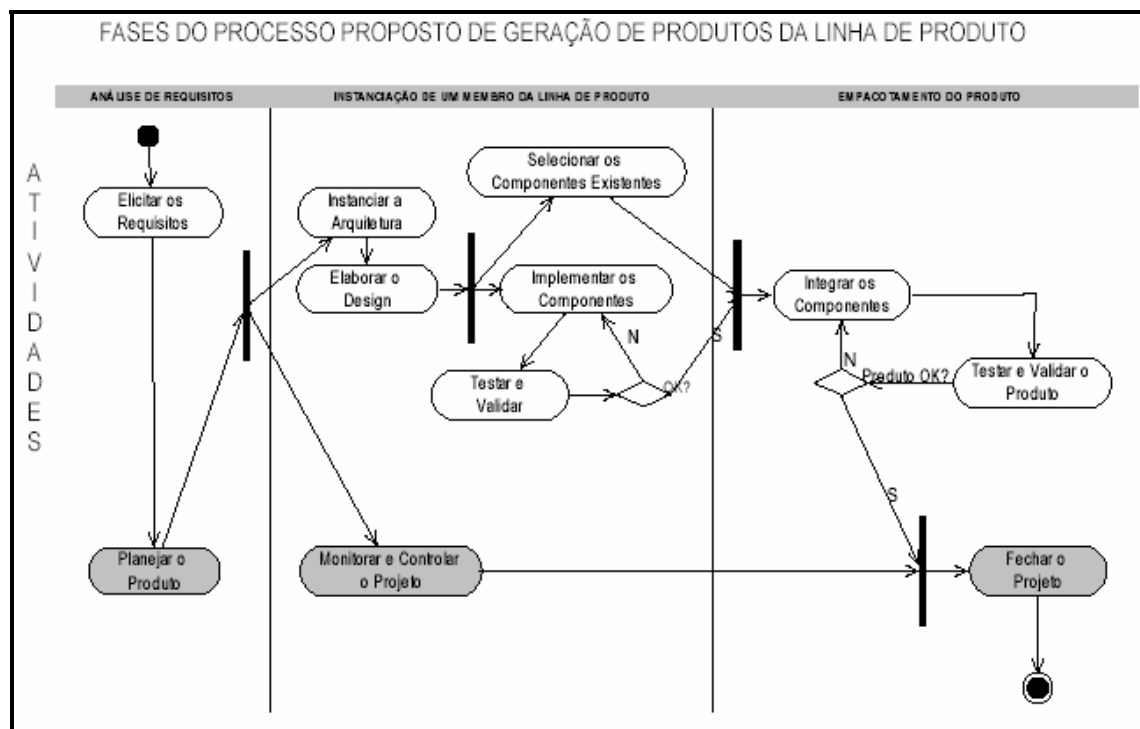 FASES DO PROCESSO PROPOSTO DE GERAÇÃO DE PRODUTOS DA LINHA DE PRODUTO
ANÁLISE DE REQUISITOS
INSTANCIAÇÃO DE UM MEMBRO DA LINHA DE PRODUTO
EMPACOTAMENTO DO PRODUTO
ATIVIDADES
Elicitar os
Requisitos
Planejar o
Produto
Instanciar a
Arquitetura
Elaborar o
Design
Selecionar os
Componentes Existentes
Implementar os
Componentes
N
S
Testar e
Validar
OK?
Monitorar e Controlar
o Projeto
Integrar os
Componentes
N
Produto OK?
Testar e Validar o
Produto
S
Fechar o
Projeto